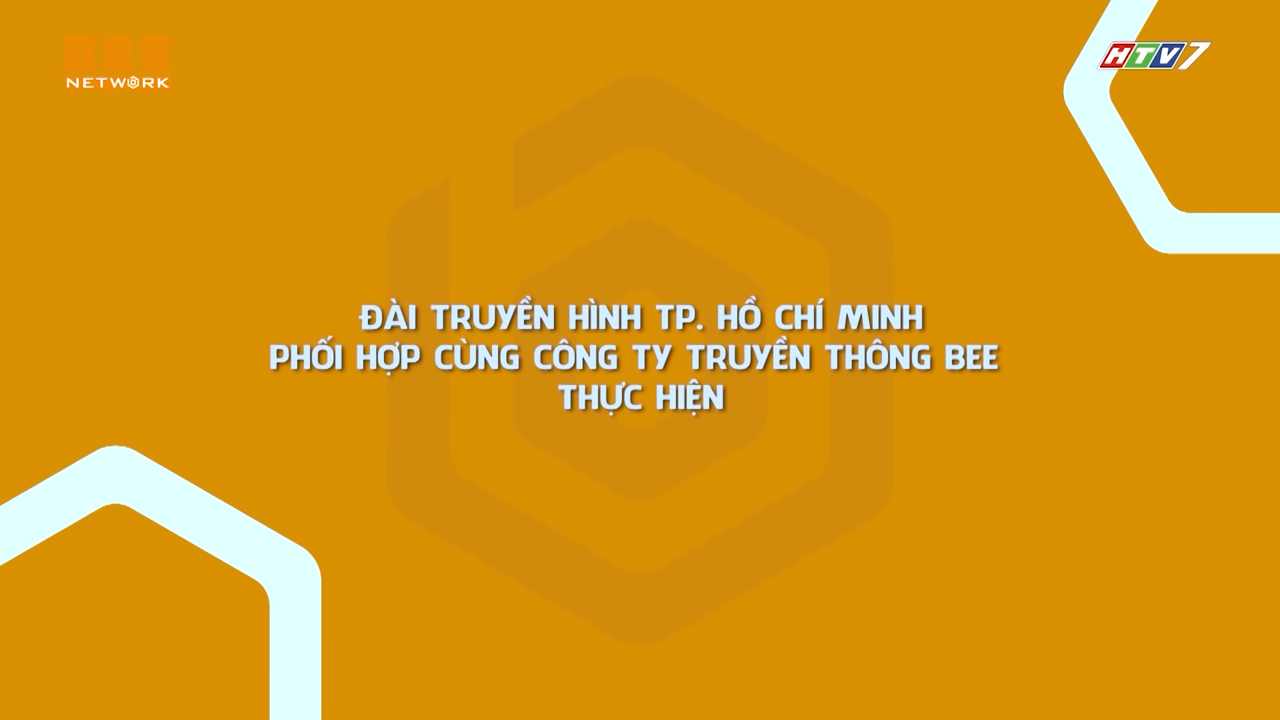 BEE
NETWORK
HTV7
ĐÀI TRUYỀN HÌNH TP. HỒ CHÍ MINH
PHỐI HỢP CÙNG CÔNG TY TRUYỀN THÔNG BEE
THỰC HIỆN